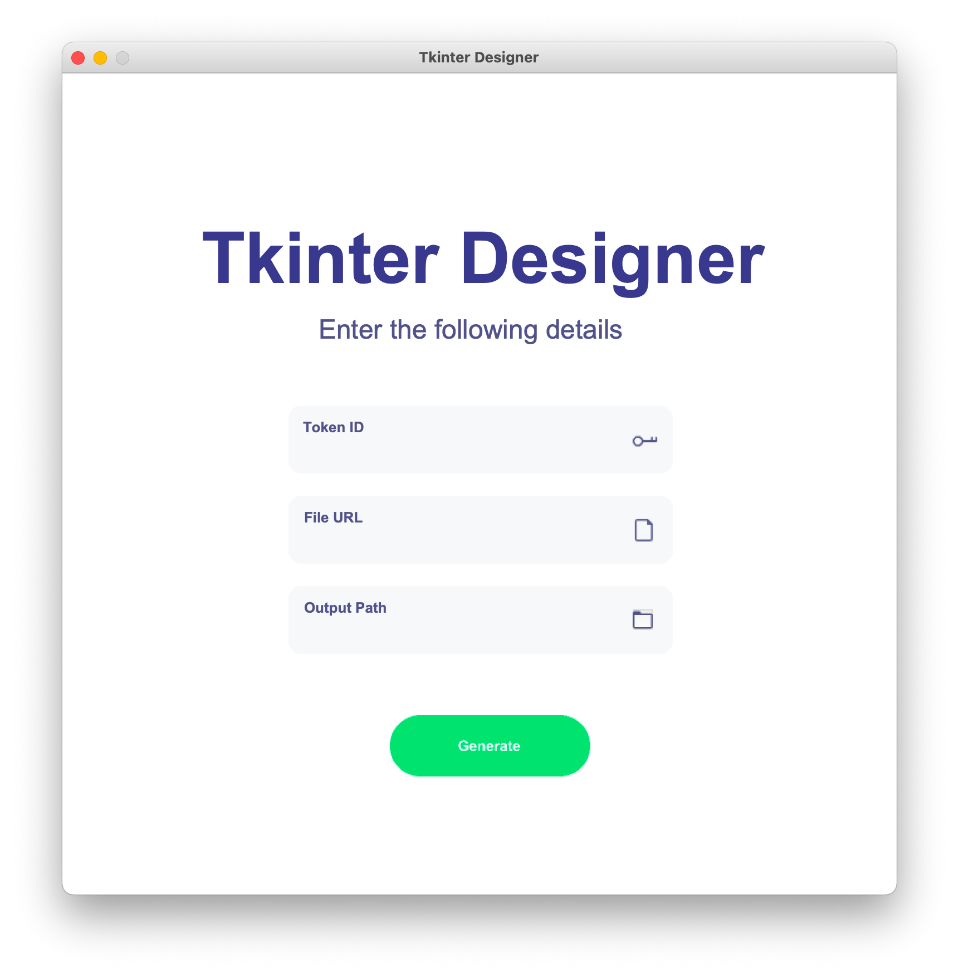 Tkinter Designer
Tkinter Designer
Enter the following details
Token ID
File URL
Output Path
Generate